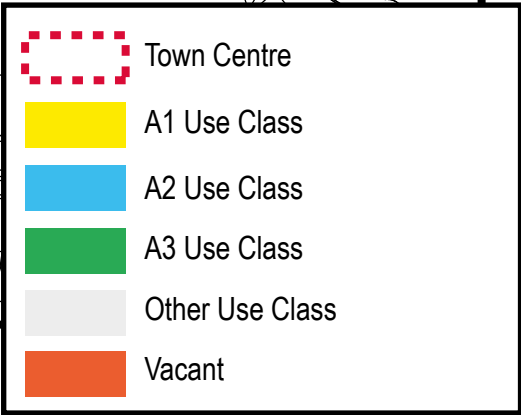 Town Centre
A1 Use Class
A2 Use Class
A3 Use Class
Other Use Class
Vacant